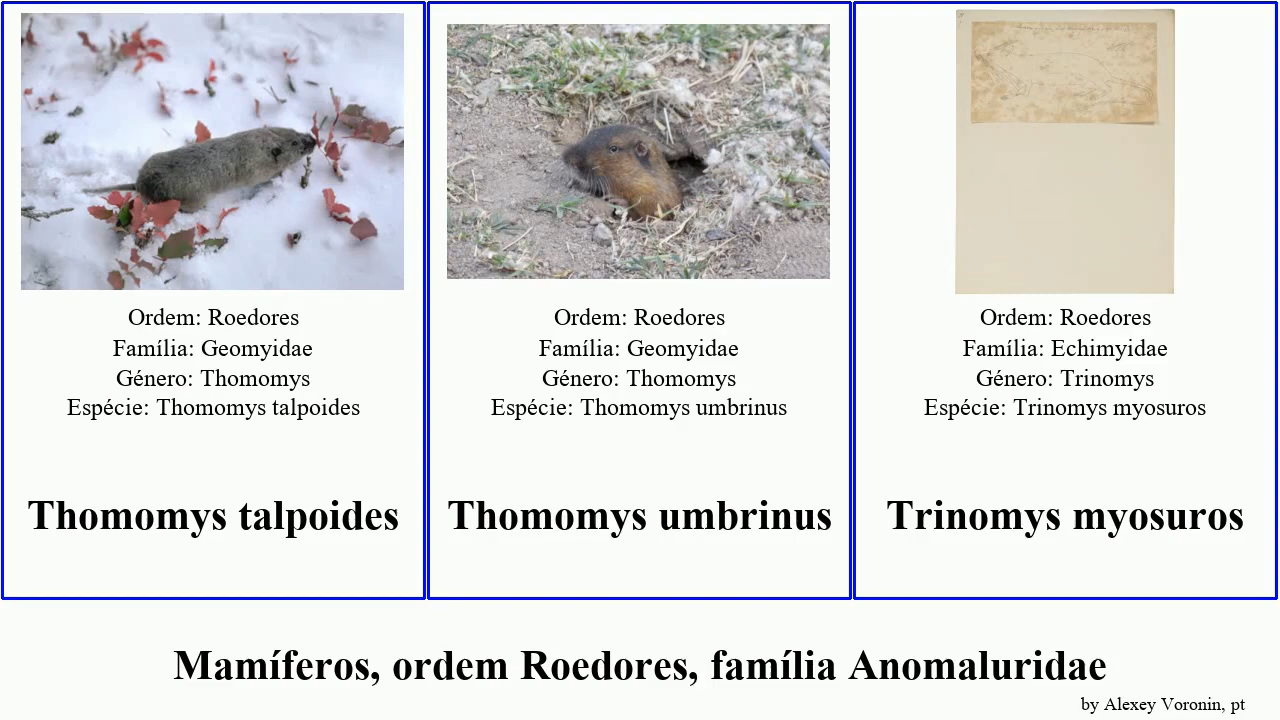 Ordem: Roedores
Família: Geomyidae
Género: Thomomys
Espécie: Thomomys talpoides
Thomomys talpoides
Ordem: Roedores
Família: Geomyidae
Género: Thomomys
Espécie: Thomomys umbrinus
Thomomys umbrinus
Ordem: Roedores
Família: Echimyidae
Género: Trinomys
Espécie: Trinomys myosuros
Trinomys myosuros
Mamíferos, ordem Roedores, família Anomaluridae
by Alexey Voronin, pt